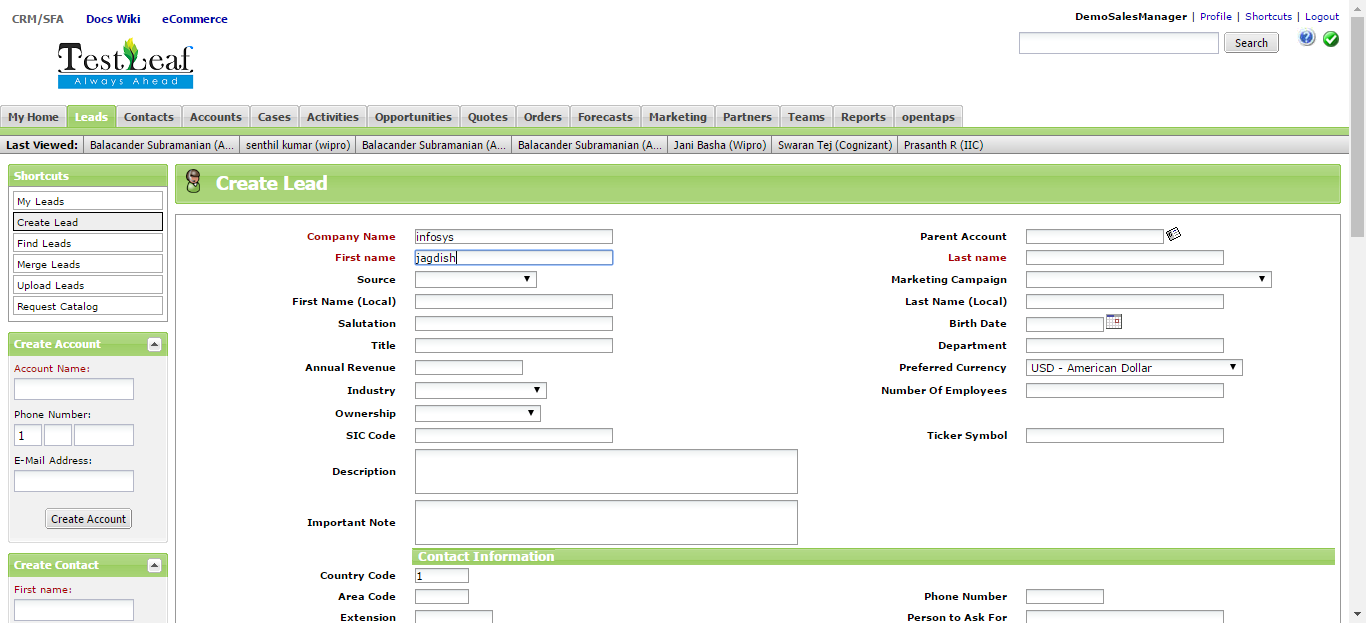 CRM/SFA Docs Wiki eCommerce
DemoSalesManager | Profile | Shortcuts | Logout
TestLeaf
Always Ahead
Search
My Home Leads Contacts Accounts Cases Activities Opportunities Quotes Orders Forecasts Marketing Partners Teams Reports opentaps
Last Viewed: Balacander Subramanian (A... senthil kumar (wipro) Balacander Subramanian (A... Balacander Subramanian (A... Jani Basha (Wipro) Swaran Tej (Cognizant) Prasanth R (IIC)
Shortcuts
My Leads
Create Lead
Find Leads
Merge Leads
Upload Leads
Request Catalog
Create Account
Account Name:
Phone Number:
1
E-Mail Address:
Create Account
Create Contact
First name:
Create Lead
Company Name infosys Parent Account
First name jagdish Last name
Source Marketing Campaign
First Name (Local) Last Name (Local)
Salutation Birth Date
Title Department
Annual Revenue Preferred Currency USD - American Dollar
Industry Number Of Employees
Ownership
SIC Code Ticker Symbol
Description
Important Note
Contact Information
Country Code 1
Area Code Phone Number
Extension Person to Ask For